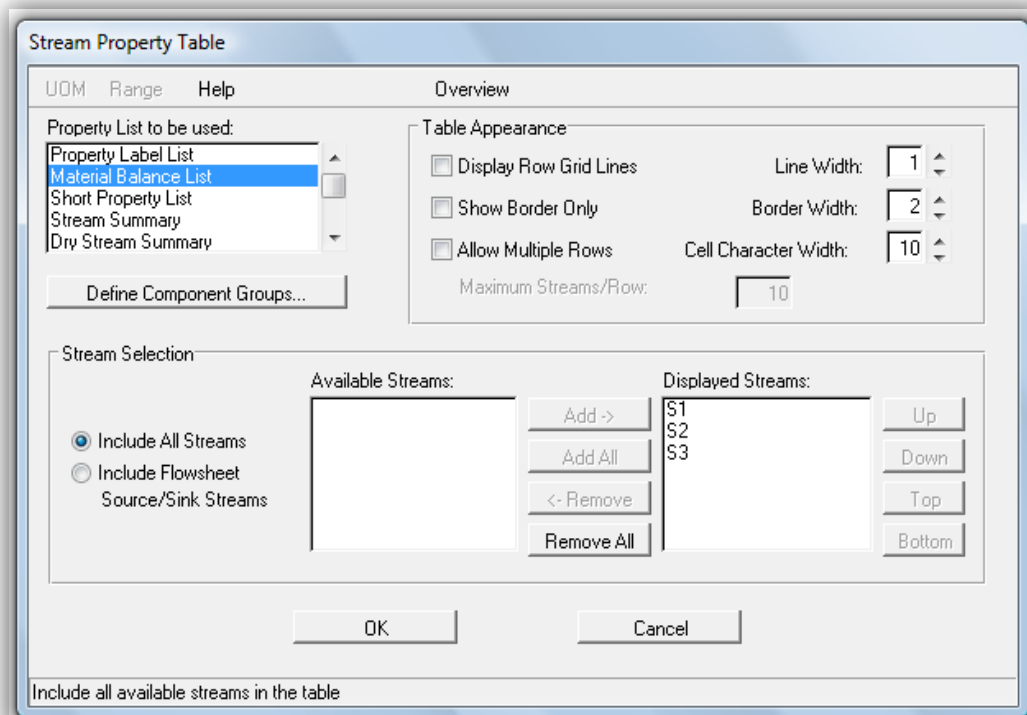 Stream Property Table
UOM Range Help Overview
Property List to be used:
Property Label List
Material Balance List
Short Property List
Stream Summary
Dry Stream Summary
Define Component Groups...
Table Appearance
Display Row Grid Lines Line Width: 1
Show Border Only Border Width: 2
Allow Multiple Rows Cell Character Width: 10
Maximum Streams/Row: 10
Stream Selection
Include All Streams
Include Flowsheet
Source/Sink Streams
Available Streams:
Add ->
Add All
<- Remove
Remove All
Displayed Streams:
S1
S2
S3
Up
Down
Top
Bottom
OK Cancel
Include all available streams in the table